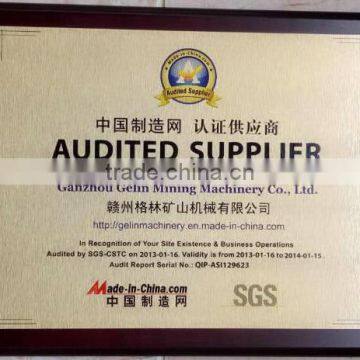 Made-in-China.com
Audited Supplier
中国制造网 认证供应商
AUDITED SUPPLIER
Ganzhou Gelin Mining Machinery Co., Ltd.
赣州格林矿山机械有限公司
http://gelinmachinery.en.made-in-china.com
In Recognition of Your Site Existence & Business Operations
Audited by SGS-CSTC on 2013-01-16. Validity is from 2013-01-16 to 2014-01-15.
Audit Report Serial No.: QIP-ASI129623
Made-in-China.com
中国制造网
SGS